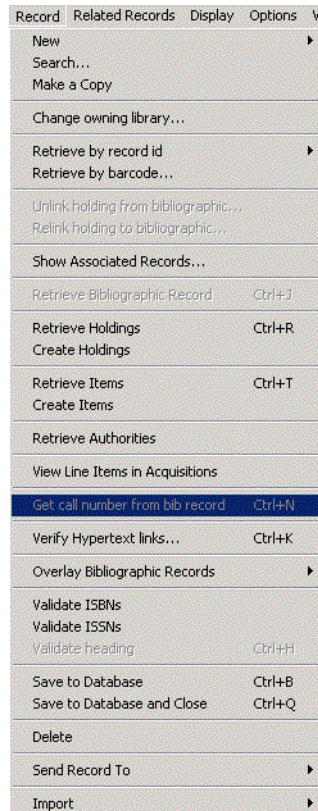 Record Related Records Display Options
New
Search...
Make a Copy
Change owning library...
Retrieve by record id
Retrieve by barcode...
Unlink holding from bibliographic...
Relink holding to bibliographic...
Show Associated Records...
Retrieve Bibliographic Record Ctrl+J
Retrieve Holdings Ctrl+R
Create Holdings
Retrieve Items Ctrl+T
Create Items
Retrieve Authorities
View Line Items in Acquisitions
Get call number from bib record Ctrl+N
Verify Hypertext links... Ctrl+K
Overlay Bibliographic Records
Validate ISBNs
Validate ISSNs
Validate heading Ctrl+H
Save to Database Ctrl+B
Save to Database and Close Ctrl+Q
Delete
Send Record To
Import